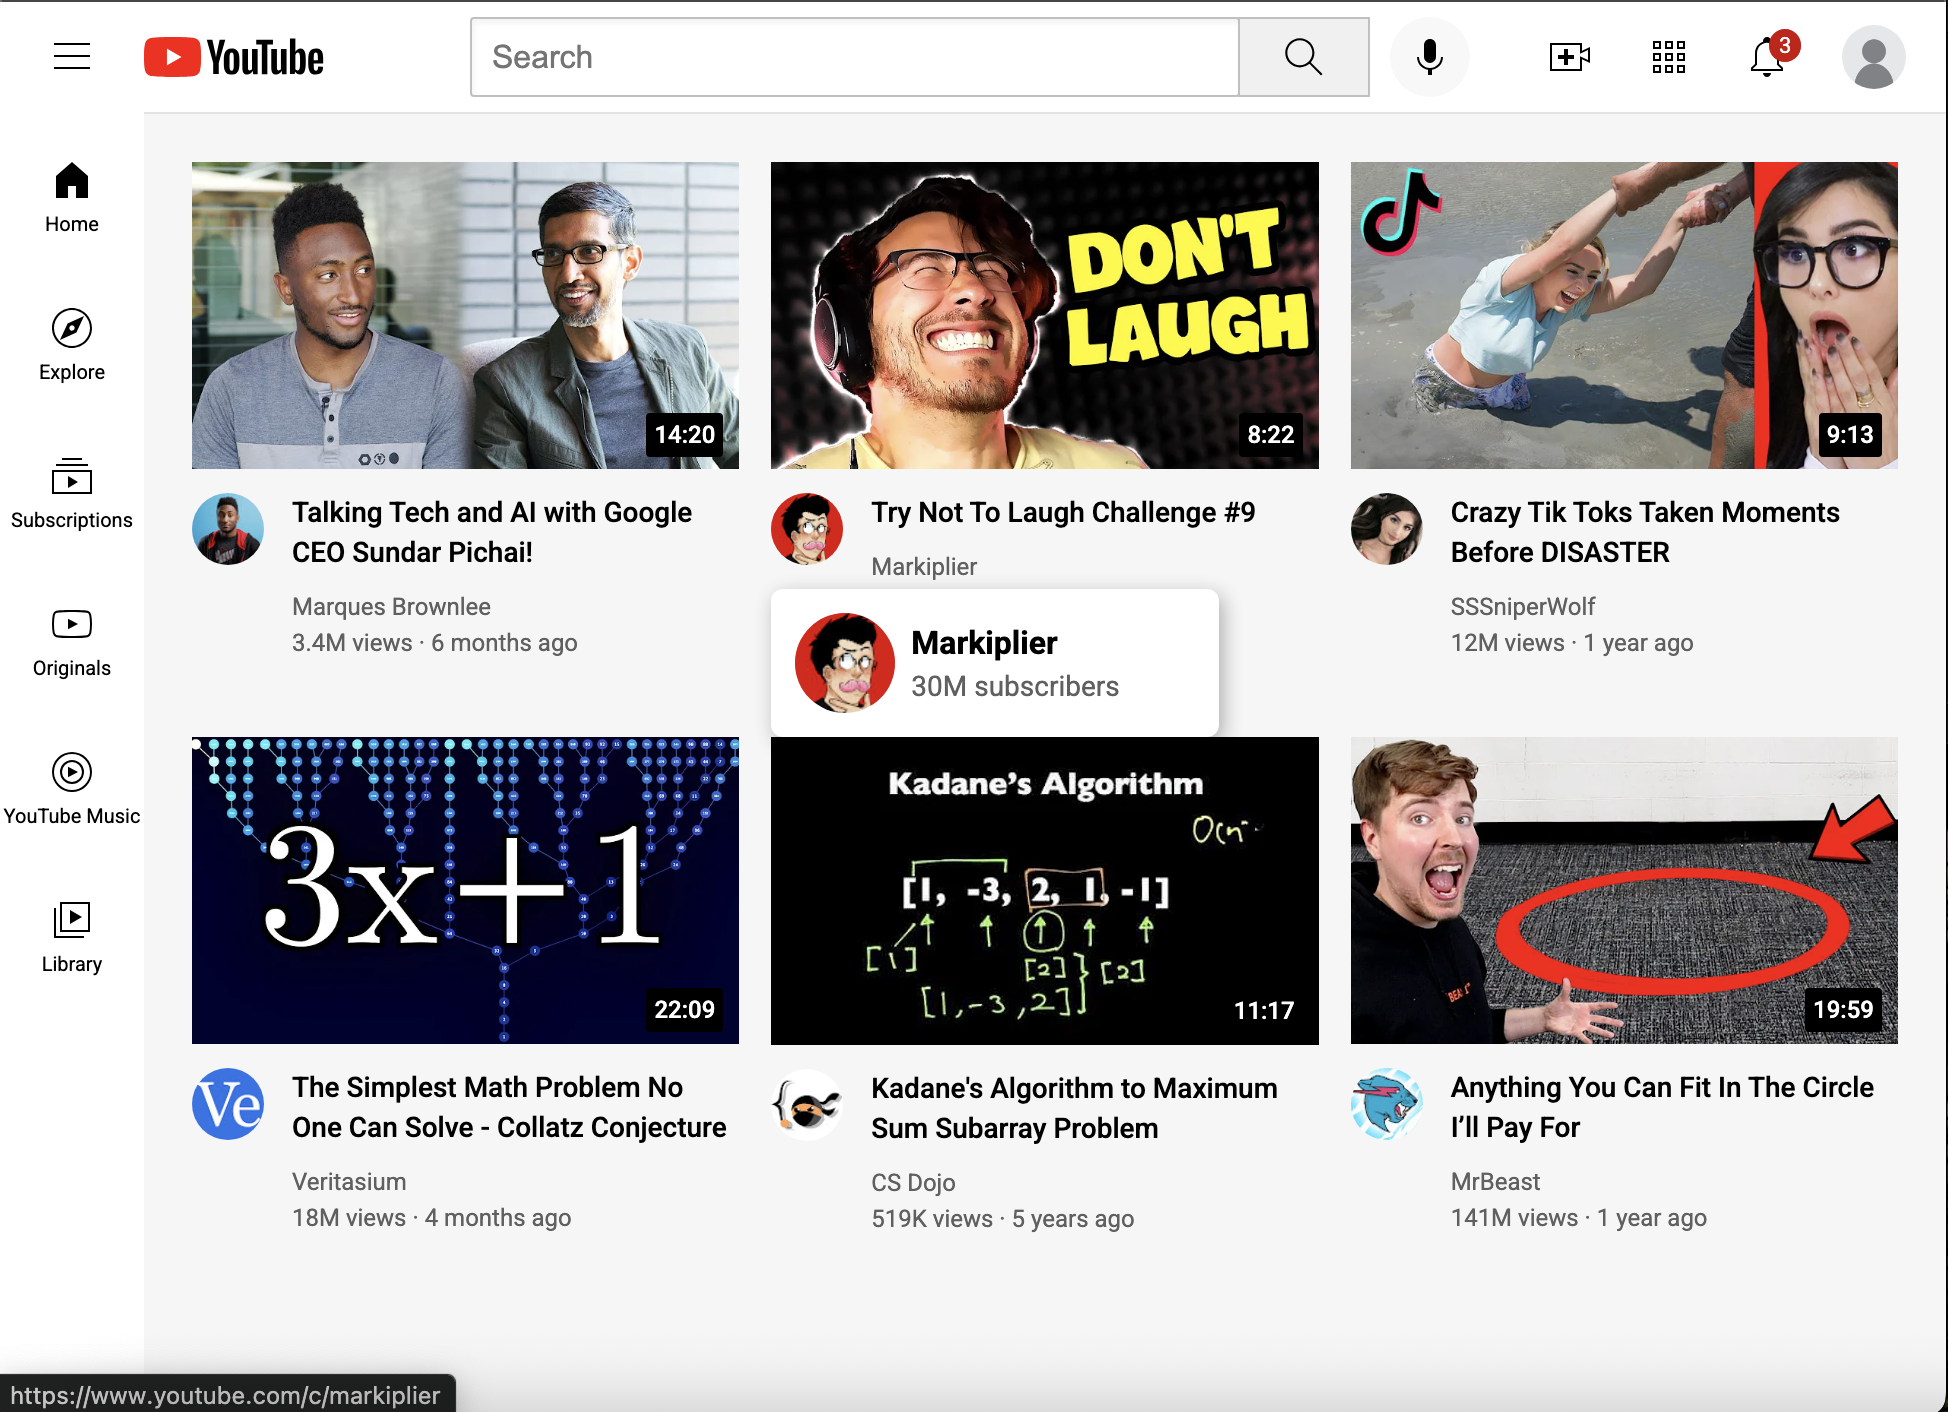 YouTube
Search
3
Home
Explore
Subscriptions
Originals
YouTube Music
Library
DON'T
LAUGH
14:20
8:22
9:13
Talking Tech and AI with Google
CEO Sundar Pichai!
Marques Brownlee
3.4M views · 6 months ago
Try Not To Laugh Challenge #9
Markiplier
Markiplier
30M subscribers
Crazy Tik Toks Taken Moments
Before DISASTER
SSSniperWolf
12M views · 1 year ago
3x+1
22:09
Kadane's Algorithm
[1, -3, 2, 1, -1]
[1]
[2]
[2]
[1,-3,2]
11:17
19:59
Ve
The Simplest Math Problem No
One Can Solve - Collatz Conjecture
Veritasium
18M views · 4 months ago
Kadane's Algorithm to Maximum
Sum Subarray Problem
CS Dojo
519K views · 5 years ago
Anything You Can Fit In The Circle
I’ll Pay For
MrBeast
141M views · 1 year ago
https://www.youtube.com/c/markiplier